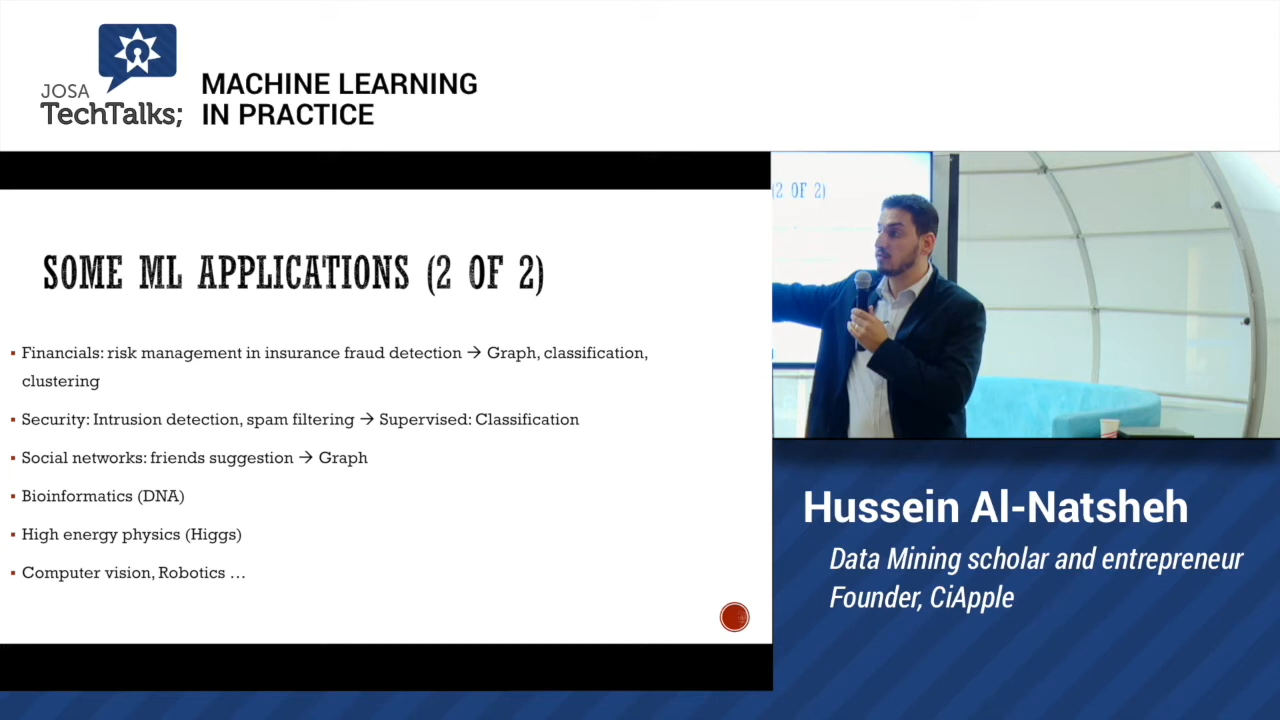 JOSA
TechTalks;
MACHINE LEARNING
IN PRACTICE
SOME ML APPLICATIONS (2 OF 2)
▪ Financials: risk management in insurance fraud detection → Graph, classification,
clustering
▪ Security: Intrusion detection, spam filtering → Supervised: Classification
▪ Social networks: friends suggestion → Graph
▪ Bioinformatics (DNA)
▪ High energy physics (Higgs)
▪ Computer vision, Robotics …
(2 OF 2)
Hussein Al-Natsheh
Data Mining scholar and entrepreneur
Founder, CiApple